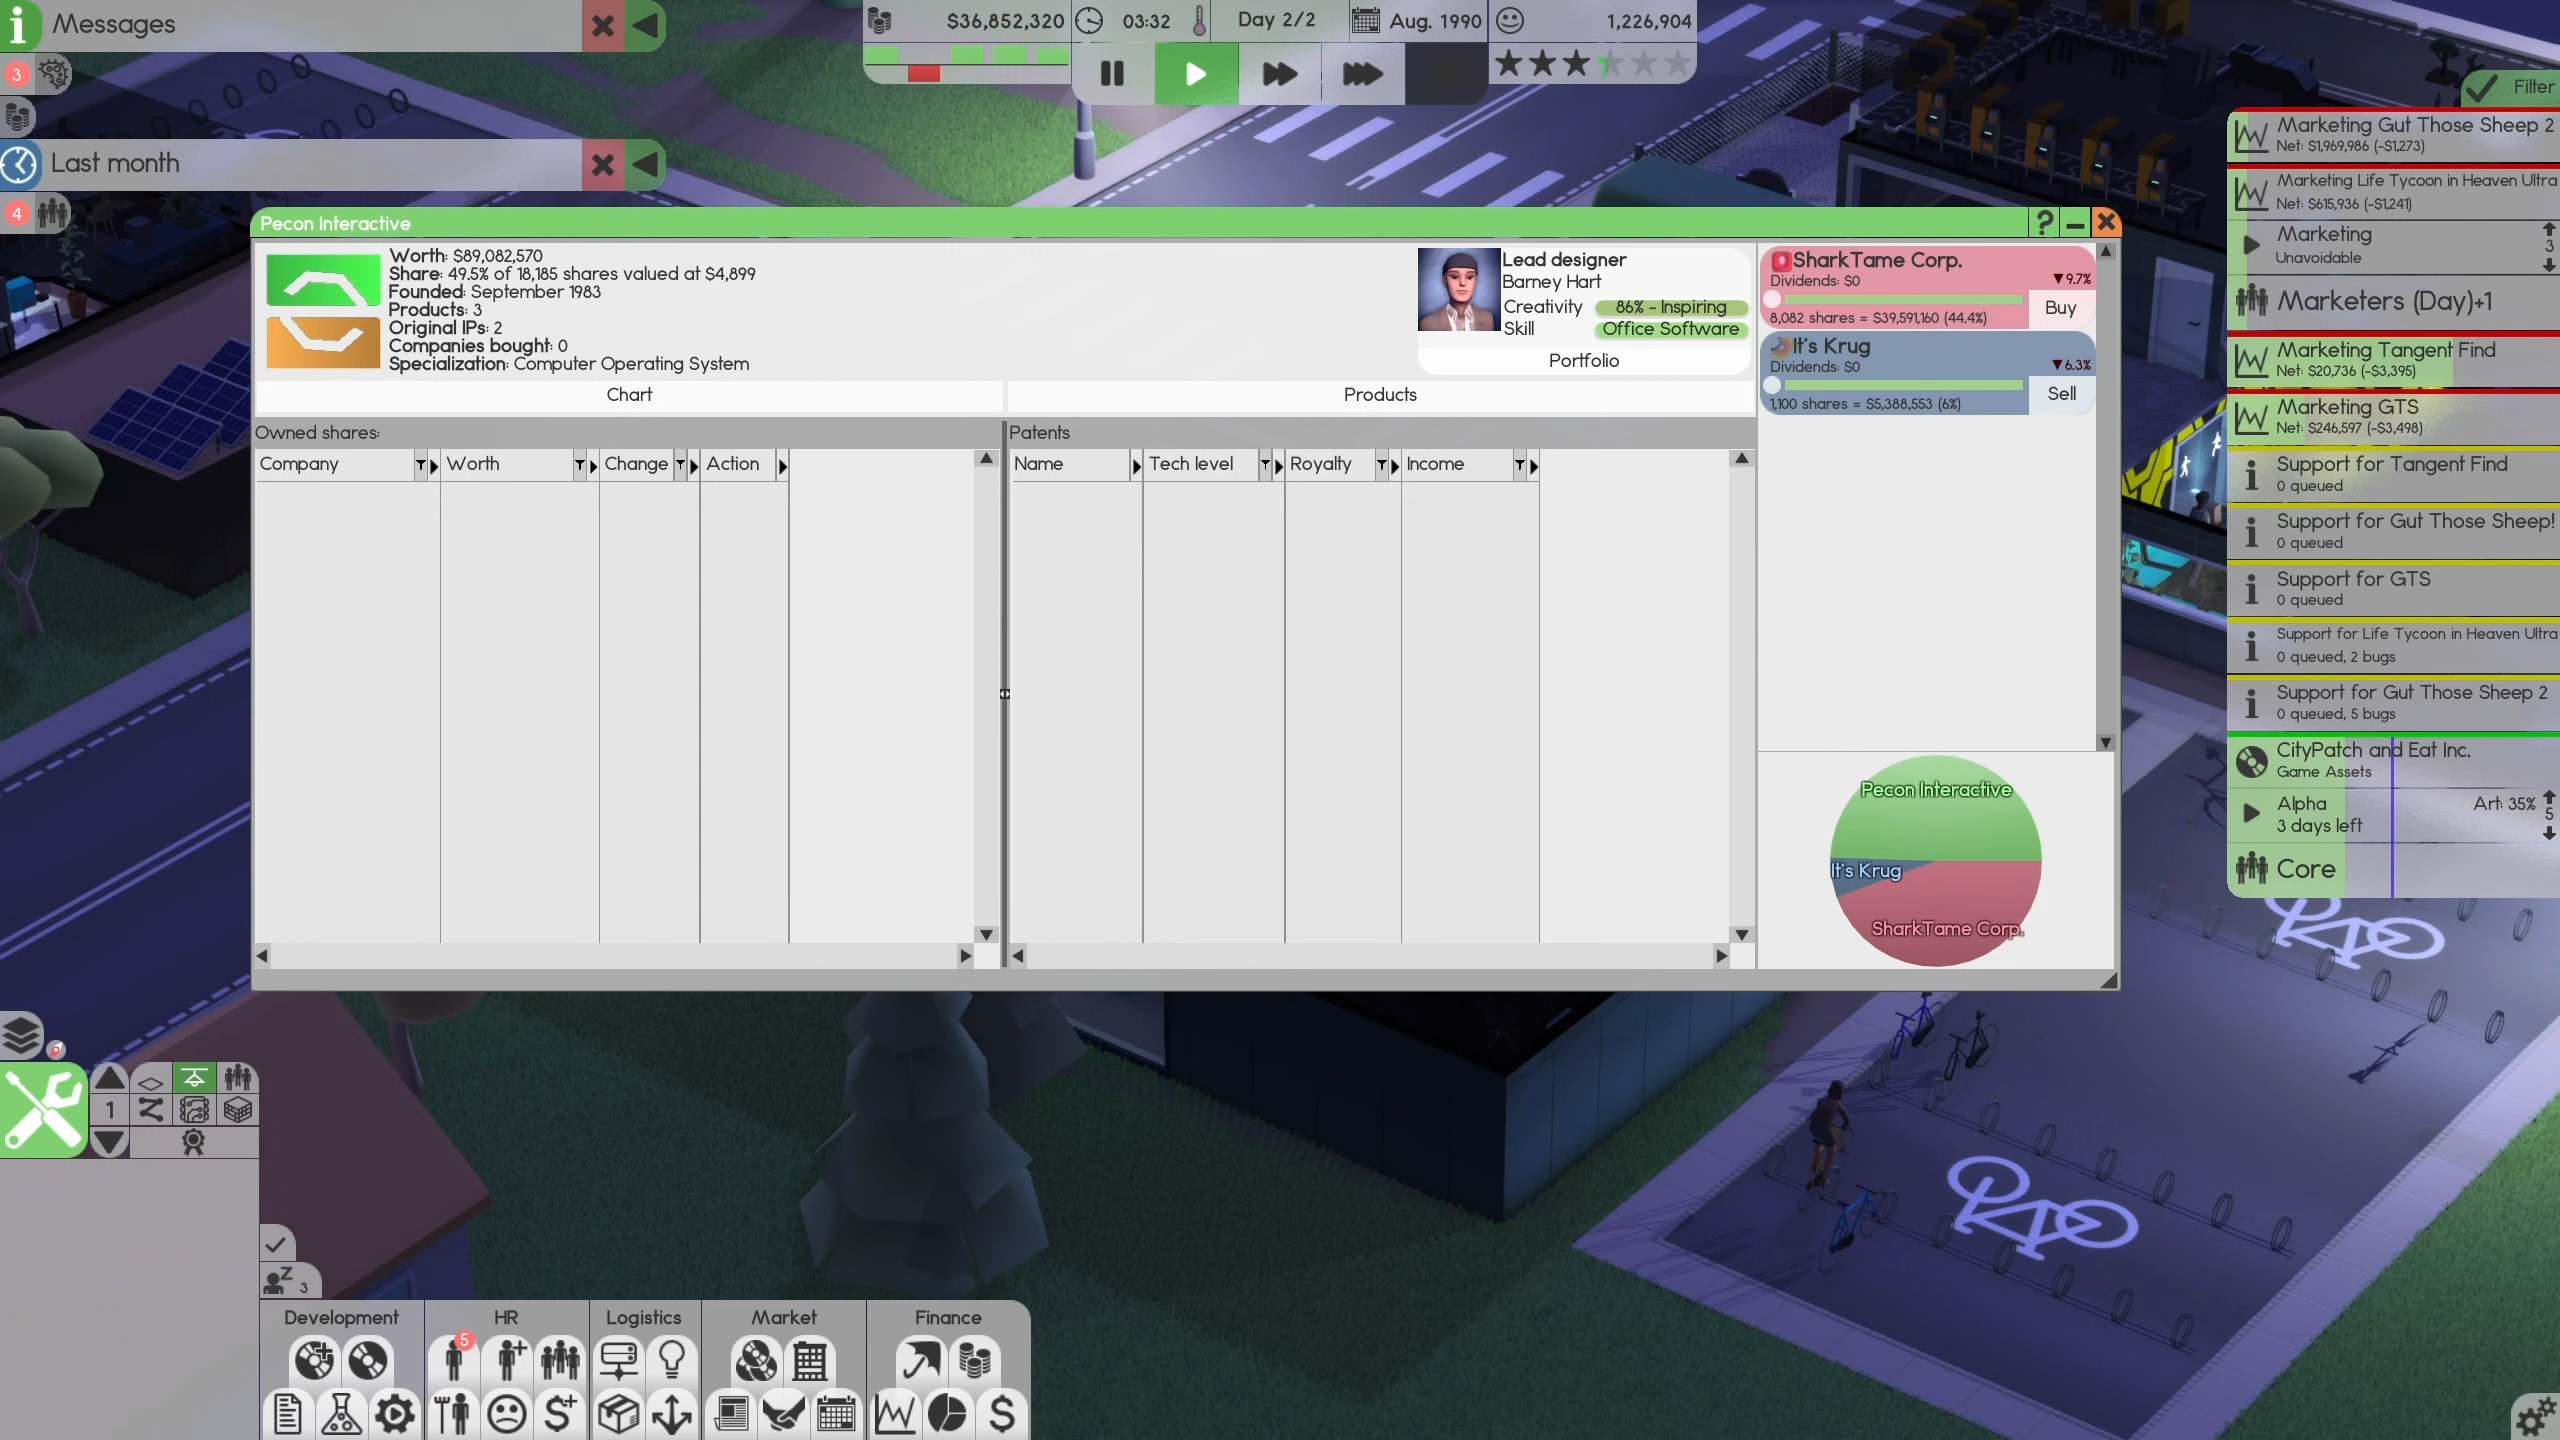 Messages
3
Last month
4
$36,852,320
03:32
Day 2/2
Aug. 1990
1,226,904
Filter
Pecon Interactive
?
Worth: $89,082,570
Share: 49.5% of 18,185 shares valued at $4,899
Founded: September 1983
Products: 3
Original IPs: 2
Companies bought: 0
Specialization: Computer Operating System
Lead designer
Barney Hart
Creativity 86% - Inspiring
Skill Office Software
Portfolio
Chart
Products
SharkTame Corp.
Dividends: $0
▼9.7%
8,082 shares = $39,591,160 (44.4%)
Buy
It's Krug
Dividends: $0
▼6.3%
1,100 shares = $5,388,553 (6%)
Sell
Owned shares:
Company Worth Change Action
Patents
Name Tech level Royalty Income
Pecon Interactive
It's Krug
SharkTame Corp.
Marketing Gut Those Sheep 2
Net: $1,969,986 (-$1,273)
Marketing Life Tycoon in Heaven Ultra
Net: $615,936 (-$1,241)
Marketing
Unavoidable
3
Marketers (Day)+1
Marketing Tangent Find
Net: $20,736 (-$3,395)
Marketing GTS
Net: $246,597 (-$3,498)
Support for Tangent Find
0 queued
Support for Gut Those Sheep!
0 queued
Support for GTS
0 queued
Support for Life Tycoon in Heaven Ultra
0 queued, 2 bugs
Support for Gut Those Sheep 2
0 queued, 5 bugs
CityPatch and Eat Inc.
Game Assets
Alpha
3 days left
Art: 35%
5
Core
1
Z
3
Development
HR
Logistics
Market
Finance
5